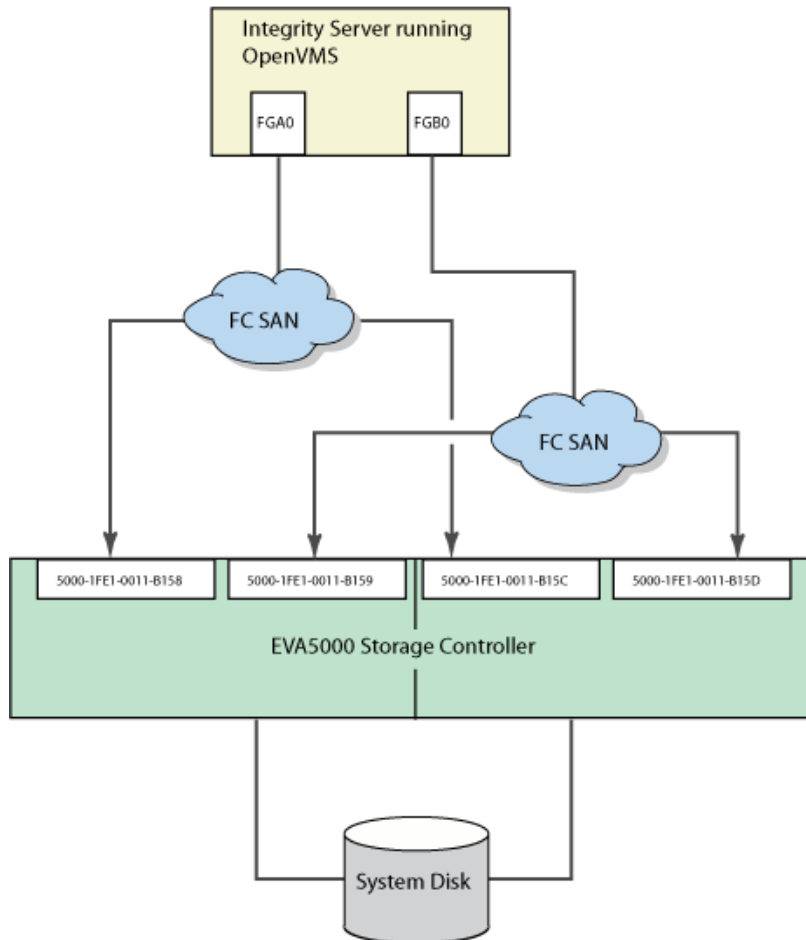 Integrity Server running
OpenVMS
FGA0
FGB0
FC SAN
FC SAN
5000-1FE1-0011-B158
5000-1FE1-0011-B159
5000-1FE1-0011-B15C
5000-1FE1-0011-B15D
EVA5000 Storage Controller
System Disk